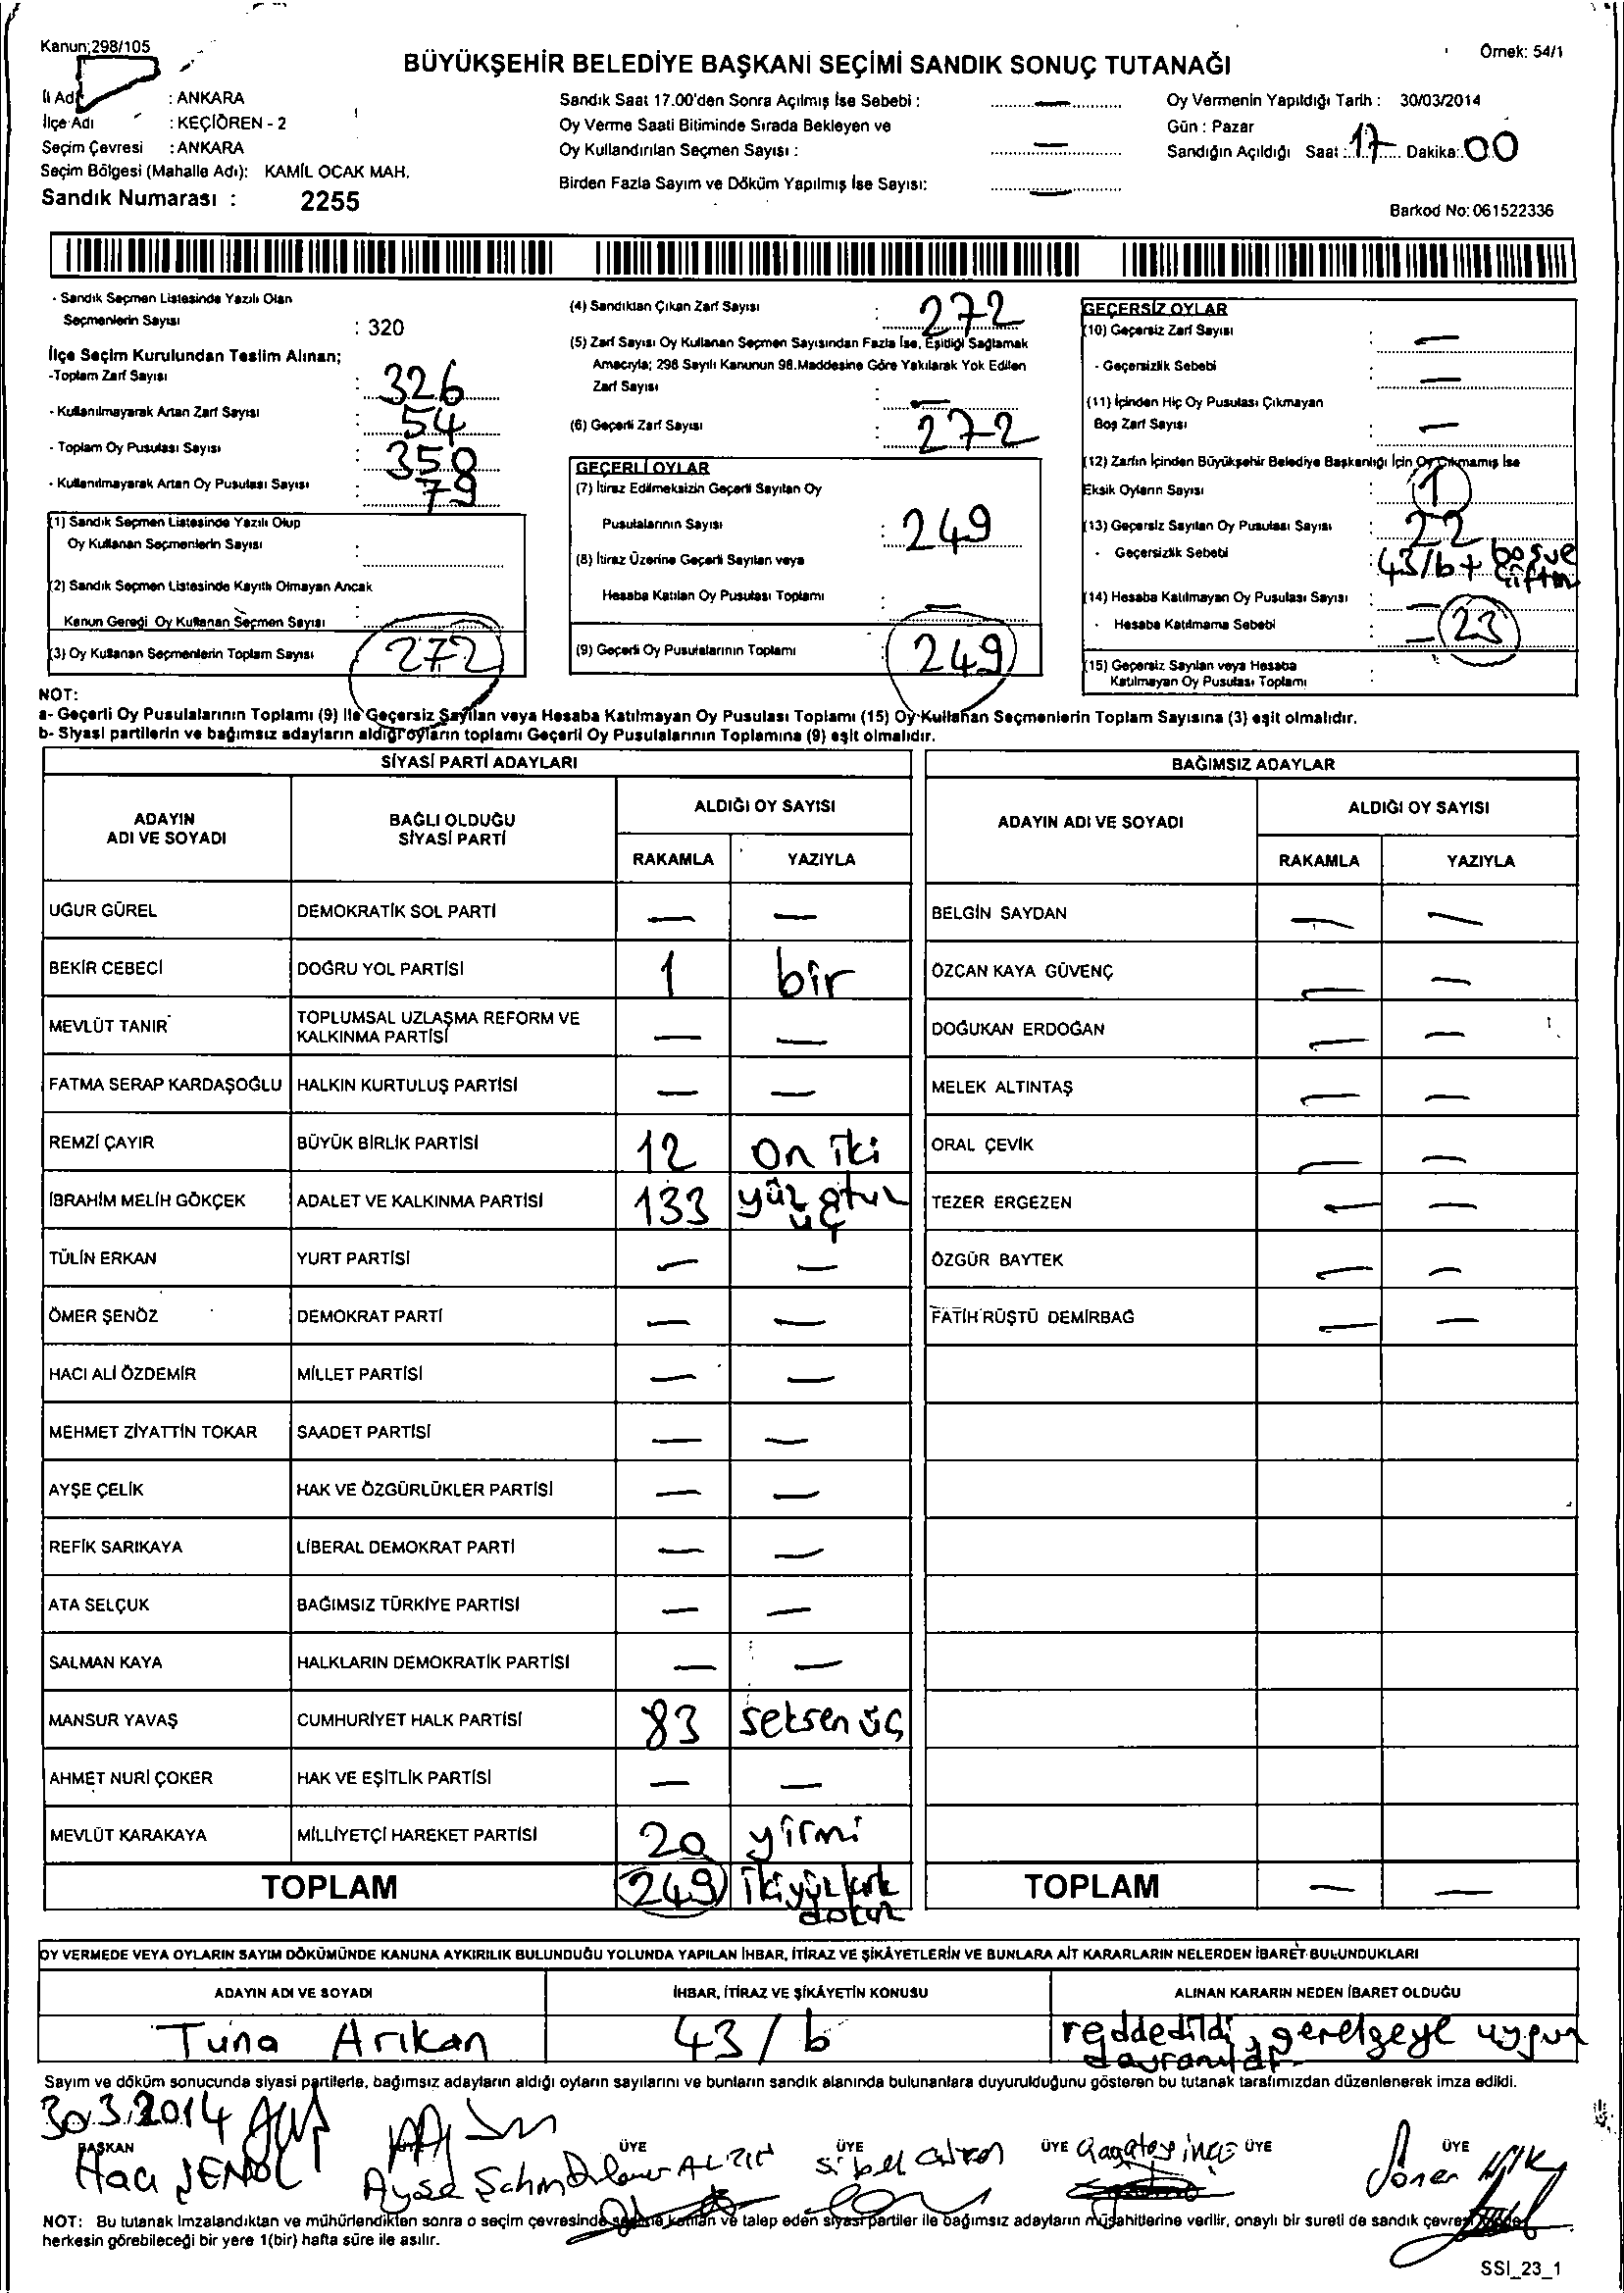 Kanun;298/105
Örnek: 54/1
BÜYÜKŞEHİR BELEDİYE BAŞKANI SEÇİMİ SANDIK SONUÇ TUTANAĞI
İl Adı : ANKARA
İlçe Adı : KEÇİÖREN - 2
Seçim Çevresi : ANKARA
Seçim Bölgesi (Mahalle Adı): KAMİL OCAK MAH.
Sandık Numarası : 2255
Sandık Saat 17.00'den Sonra Açılmış İse Sebebi : —
Oy Verme Saati Bitiminde Sırada Bekleyen ve
Oy Kullandırılan Seçmen Sayısı : —
Birden Fazla Sayım ve Döküm Yapılmış İse Sayısı: —
Oy Vermenin Yapıldığı Tarih : 30/03/2014
Gün : Pazar
Sandığın Açıldığı Saat : 17 Dakika: 00
Barkod No: 061522336
- Sandık Seçmen Listesinde Yazılı Olan
Seçmenlerin Sayısı : 320
İlçe Seçim Kurulundan Teslim Alınan;
-Toplam Zarf Sayısı : 326
- Kullanılmayarak Artan Zarf Sayısı : 54
- Toplam Oy Pusulası Sayısı : 350
- Kullanılmayarak Artan Oy Pusulası Sayısı : 79
(1) Sandık Seçmen Listesinde Yazılı Olup
Oy Kullanan Seçmenlerin Sayısı :
(2) Sandık Seçmen Listesinde Kayıtlı Olmayan Ancak
Kanun Gereği Oy Kullanan Seçmen Sayısı :
(3) Oy Kullanan Seçmenlerin Toplam Sayısı 272
(4) Sandıktan Çıkan Zarf Sayısı : 272
(5) Zarf Sayısı Oy Kullanan Seçmen Sayısından Fazla İse, Eşitliği Sağlamak
Amacıyla; 298 Sayılı Kanunun 98.Maddesine Göre Yakılarak Yok Edilen
Zarf Sayısı : —
(6) Geçerli Zarf Sayısı : 272
GEÇERLİ OYLAR
(7) İtiraz Edilmeksizin Geçerli Sayılan Oy
Pusulalarının Sayısı : 249
(8) İtiraz Üzerine Geçerli Sayılan veya
Hesaba Katılan Oy Pusulası Toplamı : —
(9) Geçerli Oy Pusulalarının Toplamı : 249
GEÇERSİZ OYLAR
(10) Geçersiz Zarf Sayısı : —
- Geçersizlik Sebebi : —
(11) İçinden Hiç Oy Pusulası Çıkmayan
Boş Zarf Sayısı : —
(12) Zarfın İçinden Büyükşehir Belediye Başkanlığı İçin Oy Çıkmamış İse
Eksik Oyların Sayısı : 1
(13) Geçersiz Sayılan Oy Pusulası Sayısı : 22
- Geçersizlik Sebebi : 43/b + boş ve
(14) Hesaba Katılmayan Oy Pusulası Sayısı : —
- Hesaba Katılmama Sebebi : — 23
(15) Geçersiz Sayılan veya Hesaba
Katılmayan Oy Pusulası Toplamı :
NOT:
a- Geçerli Oy Pusulalarının Toplamı (9) ile Geçersiz Sayılan veya Hesaba Katılmayan Oy Pusulası Toplamı (15) Oy Kullanan Seçmenlerin Toplam Sayısına (3) eşit olmalıdır.
b- Siyasi partilerin ve bağımsız adayların aldığı oyların toplamı Geçerli Oy Pusulalarının Toplamına (9) eşit olmalıdır.
SİYASİ PARTİ ADAYLARI
ADAYIN
ADI VE SOYADI
BAĞLI OLDUĞU
SİYASİ PARTİ
ALDIĞI OY SAYISI
RAKAMLA YAZIYLA
UĞUR GÜREL DEMOKRATİK SOL PARTİ — —
BEKİR CEBECİ DOĞRU YOL PARTİSİ 1 bir
MEVLÜT TANIR TOPLUMSAL UZLAŞMA REFORM VE
KALKINMA PARTİSİ — —
FATMA SERAP KARDAŞOĞLU HALKIN KURTULUŞ PARTİSİ — —
REMZİ ÇAYIR BÜYÜK BİRLİK PARTİSİ 12 On iki
İBRAHİM MELİH GÖKÇEK ADALET VE KALKINMA PARTİSİ 133 yüz otuz
üç
TÜLİN ERKAN YURT PARTİSİ — —
ÖMER ŞENÖZ DEMOKRAT PARTİ — —
HACI ALİ ÖZDEMİR MİLLET PARTİSİ — —
MEHMET ZİYATTİN TOKAR SAADET PARTİSİ — —
AYŞE ÇELİK HAK VE ÖZGÜRLÜKLER PARTİSİ — —
REFİK SARIKAYA LİBERAL DEMOKRAT PARTİ — —
ATA SELÇUK BAĞIMSIZ TÜRKİYE PARTİSİ — —
SALMAN KAYA HALKLARIN DEMOKRATİK PARTİSİ — —
MANSUR YAVAŞ CUMHURİYET HALK PARTİSİ 83 seksen üç
AHMET NURİ ÇOKER HAK VE EŞİTLİK PARTİSİ — —
MEVLÜT KARAKAYA MİLLİYETÇİ HAREKET PARTİSİ 20 yirmi
TOPLAM 249 ikiyüz kırk
dokuz
BAĞIMSIZ ADAYLAR
ADAYIN ADI VE SOYADI
ALDIĞI OY SAYISI
RAKAMLA YAZIYLA
BELGİN SAYDAN — —
ÖZCAN KAYA GÜVENÇ — —
DOĞUKAN ERDOĞAN — —
MELEK ALTINTAŞ — —
ORAL ÇEVİK — —
TEZER ERGEZEN — —
ÖZGÜR BAYTEK — —
FATİH RÜŞTÜ DEMİRBAĞ — —
TOPLAM — —
OY VERMEDE VEYA OYLARIN SAYIM DÖKÜMÜNDE KANUNA AYKIRILIK BULUNDUĞU YOLUNDA YAPILAN İHBAR, İTİRAZ VE ŞİKÂYETLERİN VE BUNLARA AİT KARARLARIN NELERDEN İBARET BULUNDUKLARI
ADAYIN ADI VE SOYADI İHBAR, İTİRAZ VE ŞİKÂYETİN KONUSU ALINAN KARARIN NEDEN İBARET OLDUĞU
Tuna Arıkan 43/b reddedildi, gerekçeye uygun
davranıldı
Sayım ve döküm sonucunda siyasi partilerle, bağımsız adayların aldığı oyların sayılarını ve bunların sandık alanında bulunanlara duyurulduğunu gösteren bu tutanak tarafımızdan düzenlenerek imza edildi.
30.3.2014
BAŞKAN ÜYE ÜYE ÜYE ÜYE ÜYE
Hacı ŞENOL Ayşe Sibel Çağatay Soner IŞIK
NOT: Bu tutanak imzalandıktan ve mühürlendikten sonra o seçim çevresinde seçime katılan ve talep eden siyasi partiler ile bağımsız adayların müşahitlerine verilir, onaylı bir sureti de sandık çevresinde
herkesin görebileceği bir yere 1(bir) hafta süre ile asılır.
SSI_23_1